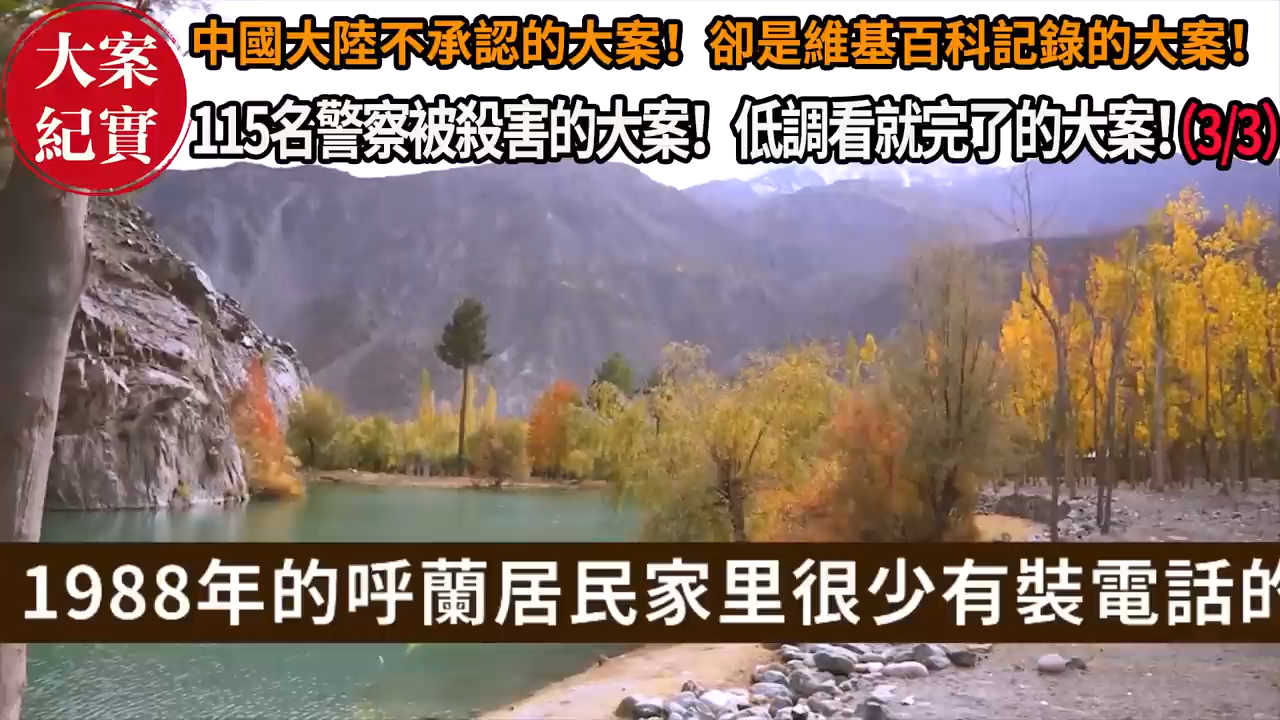 大案
紀實
中國大陸不承認的大案！卻是維基百科記錄的大案！
115名警察被殺害的大案！低調看就完了的大案！(3/3)
1988年的呼蘭居民家里很少有裝電話的